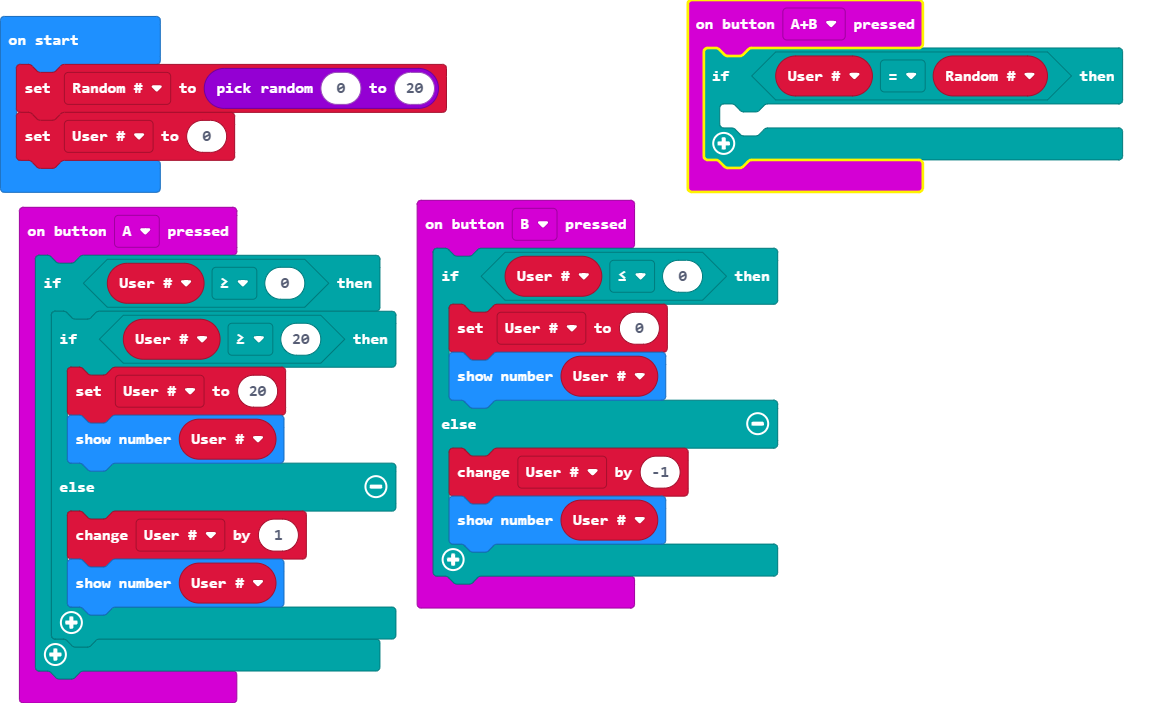 on start
set Random # to pick random 0 to 20
set User # to 0
on button A+B pressed
if User # = Random # then
on button A pressed
if User # ≥ 0 then
if User # ≥ 20 then
set User # to 20
show number User #
else
change User # by 1
show number User #
on button B pressed
if User # ≤ 0 then
set User # to 0
show number User #
else
change User # by -1
show number User #